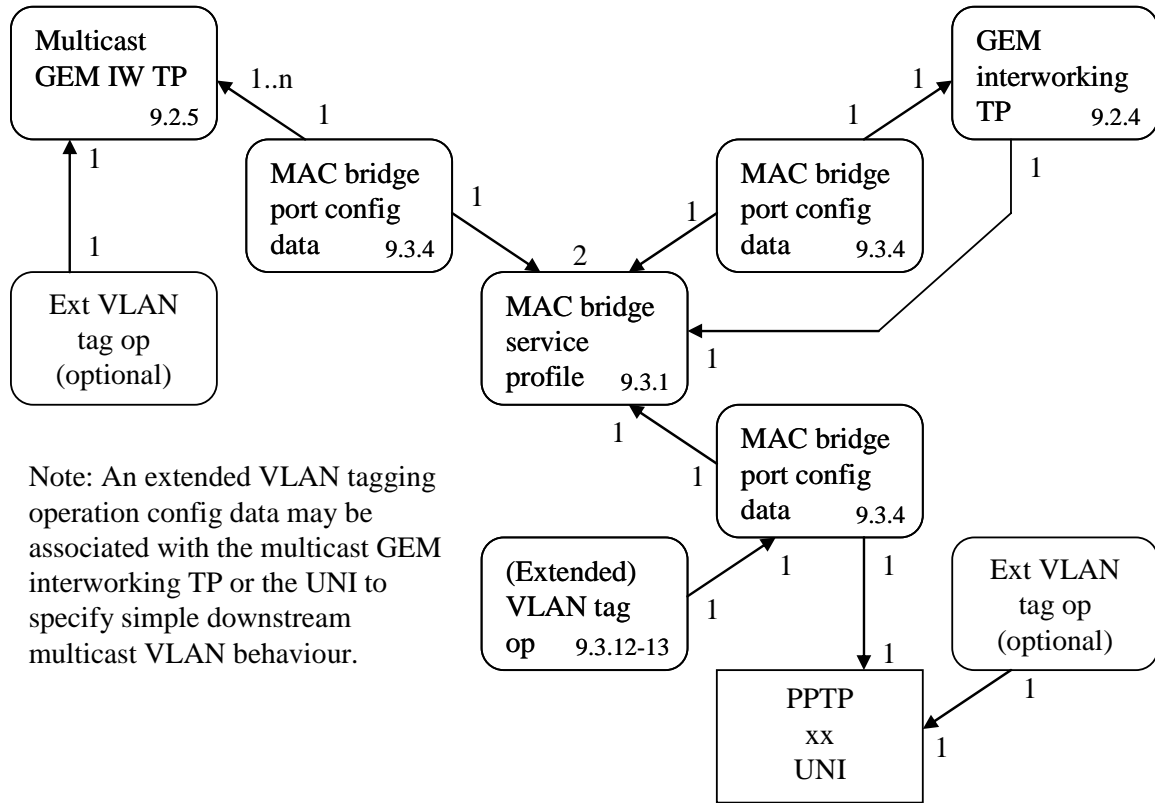 Multicast
GEM IW TP
9.2.5
1..n
1
1
1
MAC bridge
port config
data
9.3.4
1
GEM
interworking
TP
9.2.4
1
1
1
MAC bridge
port config
data
9.3.4
1
2
Ext VLAN
tag op
(optional)
MAC bridge
service
profile
9.3.1
1
1
1
MAC bridge
port config
data
9.3.4
Note: An extended VLAN tagging
operation config data may be
associated with the multicast GEM
interworking TP or the UNI to
specify simple downstream
multicast VLAN behaviour.
(Extended)
VLAN tag
op
9.3.12-13
1
1
1
1
Ext VLAN
tag op
(optional)
1
1
PPTP
xx
UNI